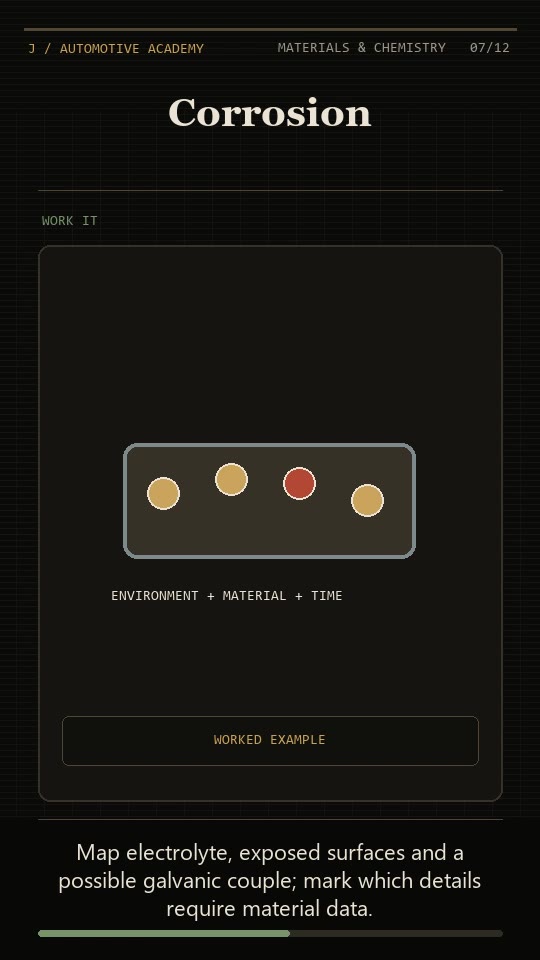 J / AUTOMOTIVE ACADEMY
MATERIALS & CHEMISTRY 07/12
Corrosion
WORK IT
ENVIRONMENT + MATERIAL + TIME
WORKED EXAMPLE
Map electrolyte, exposed surfaces and a
possible galvanic couple; mark which details
require material data.